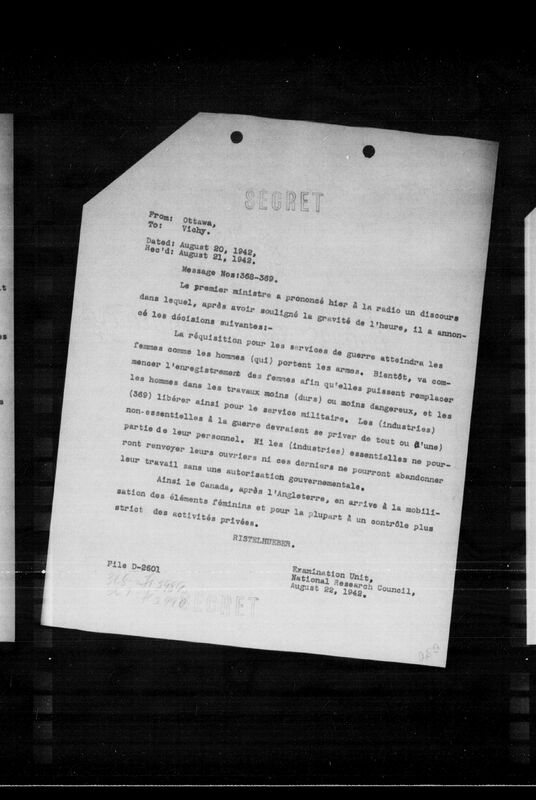 SECRET
From: Ottawa,
To: Vichy.
Dated: August 20, 1942.
Rec'd: August 21, 1942.
Message Nos:368-369.
Le premier ministre a prononcé hier à la radio un discours
dans lequel, après avoir souligné la gravité de l'heure, il a annon-
cé les décisions suivantes:-
La réquisition pour les services de guerre atteindra les
femmes comme les hommes (qui) portent les armes. Bientôt, va com-
mencer l'enregistrement des femmes afin qu'elles puissent remplacer
les hommes dans les travaux moins (durs) ou moins dangereux, et les
(369) libérer ainsi pour le service militaire. Les (industries)
non-essentielles à la guerre devraient se priver de tout ou (d'une)
partie de leur personnel. Ni les (industries) essentielles ne pour-
ront renvoyer leurs ouvriers ni ces derniers ne pourront abandonner
leur travail sans une autorisation gouvernementale.
Ainsi le Canada, après l'Angleterre, en arrive à la mobili-
sation des éléments féminins et pour la plupart à un contrôle plus
strict des activités privées.
RISTELHUEBER.
File D-2601
Examination Unit,
National Research Council,
August 22, 1942.
SECRET